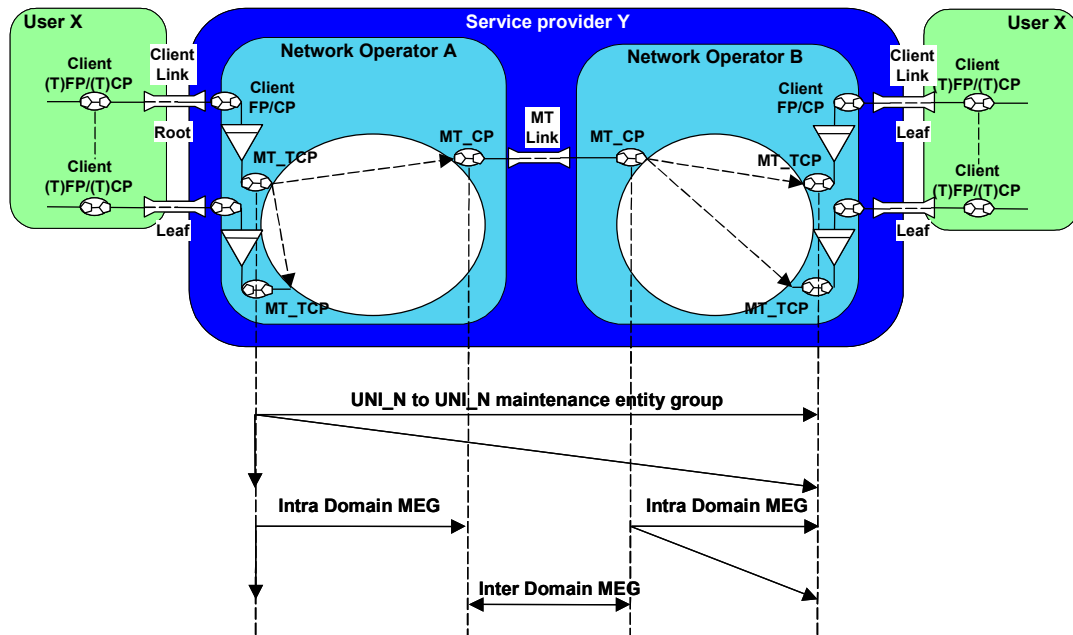 User X
Service provider Y
User X
Network Operator A
Network Operator B
Client
(T)FP/(T)CP
Client
Link
Client
FP/CP
Root
MT_TCP
MT_CP
MT
Link
MT_CP
Client
FP/CP
MT_TCP
Client
Link
Client
(T)FP/(T)CP
Leaf
Client
(T)FP/(T)CP
Leaf
MT_TCP
MT_TCP
Leaf
Client
(T)FP/(T)CP
UNI_N to UNI_N maintenance entity group
Intra Domain MEG
Intra Domain MEG
Inter Domain MEG